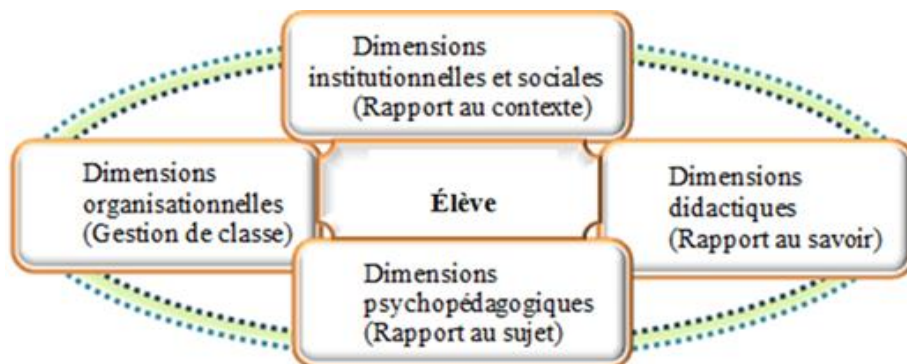 Dimensions
institutionnelles et sociales
(Rapport au contexte)
Dimensions
organisationnelles
(Gestion de classe)
Élève
Dimensions
didactiques
(Rapport au savoir)
Dimensions
psychopédagogiques
(Rapport au sujet)